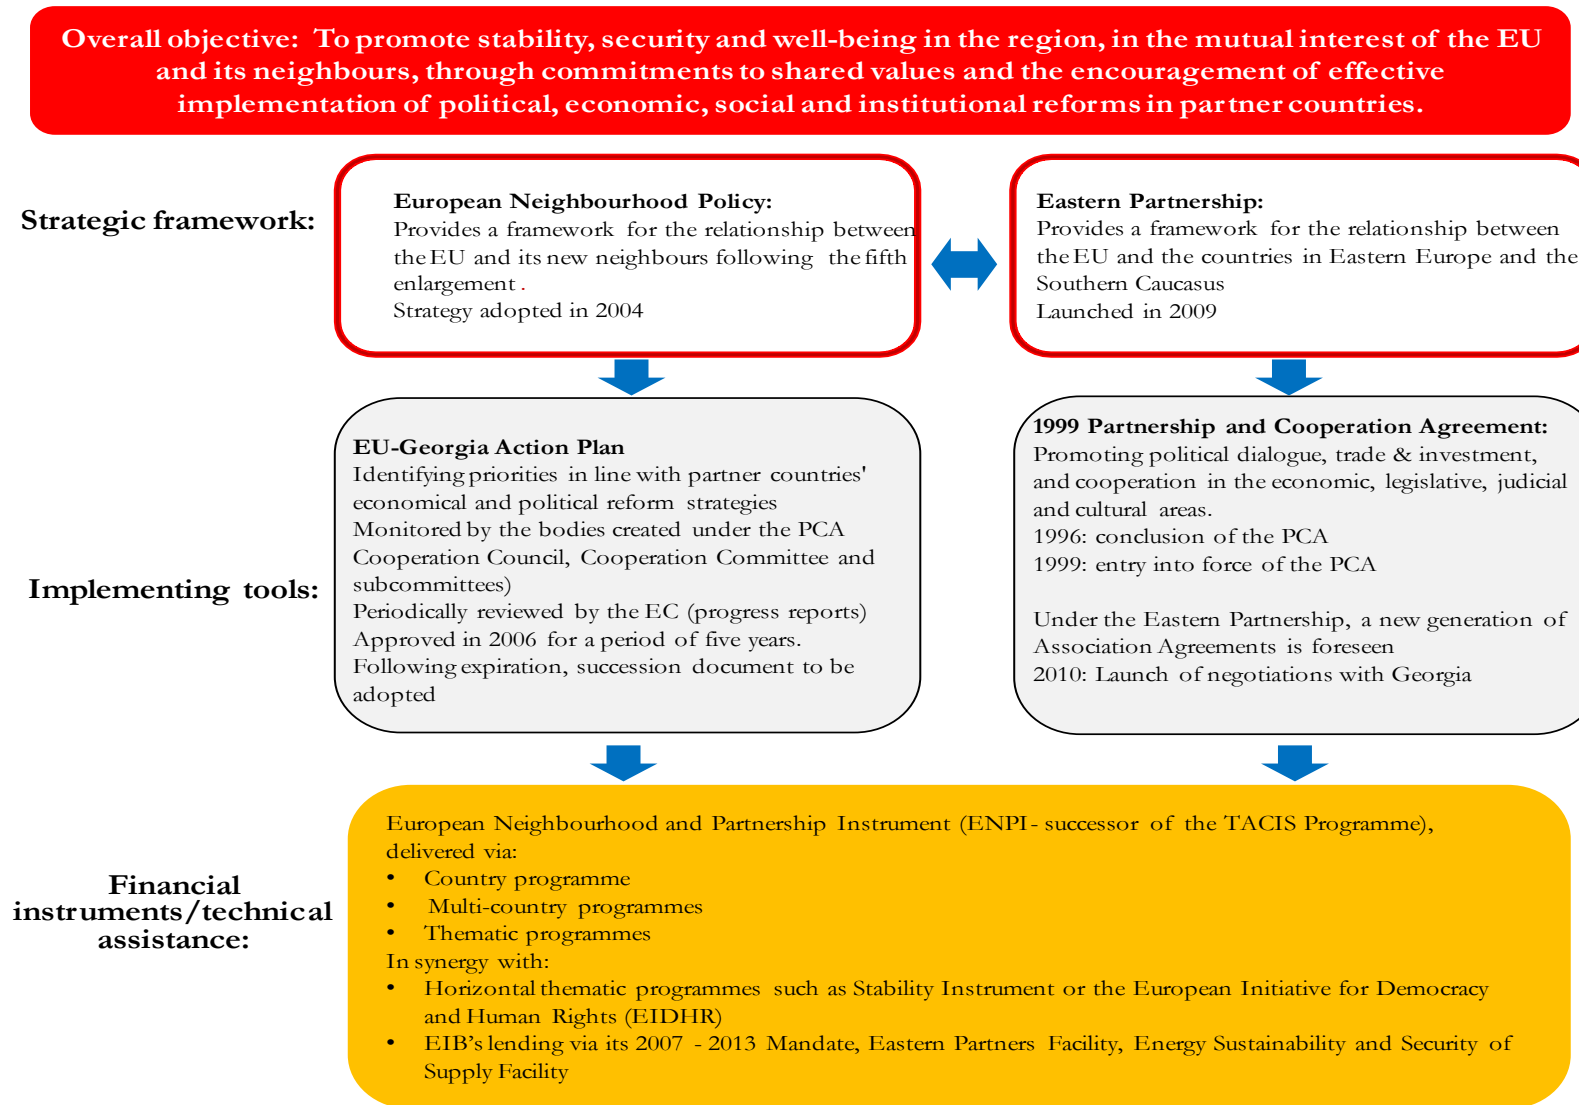 Overall objective: To promote stability, security and well-being in the region, in the mutual interest of the EU
and its neighbours, through commitments to shared values and the encouragement of effective
implementation of political, economic, social and institutional reforms in partner countries.
Strategic framework:
European Neighbourhood Policy:
Provides a framework for the relationship between
the EU and its new neighbours following the fifth
enlargement .
Strategy adopted in 2004
Eastern Partnership:
Provides a framework for the relationship between
the EU and the countries in Eastern Europe and the
Southern Caucasus
Launched in 2009
Implementing tools:
EU-Georgia Action Plan
Identifying priorities in line with partner countries'
economical and political reform strategies
Monitored by the bodies created under the PCA
Cooperation Council, Cooperation Committee and
subcommittees)
Periodically reviewed by the EC (progress reports)
Approved in 2006 for a period of five years.
Following expiration, succession document to be
adopted
1999 Partnership and Cooperation Agreement:
Promoting political dialogue, trade & investment,
and cooperation in the economic, legislative, judicial
and cultural areas.
1996: conclusion of the PCA
1999: entry into force of the PCA
Under the Eastern Partnership, a new generation of
Association Agreements is foreseen
2010: Launch of negotiations with Georgia
Financial
instruments/technical
assistance:
European Neighbourhood and Partnership Instrument (ENPI- successor of the TACIS Programme),
delivered via:
• Country programme
• Multi-country programmes
• Thematic programmes
In synergy with:
• Horizontal thematic programmes such as Stability Instrument or the European Initiative for Democracy
and Human Rights (EIDHR)
• EIB's lending via its 2007 - 2013 Mandate, Eastern Partners Facility, Energy Sustainability and Security of
Supply Facility